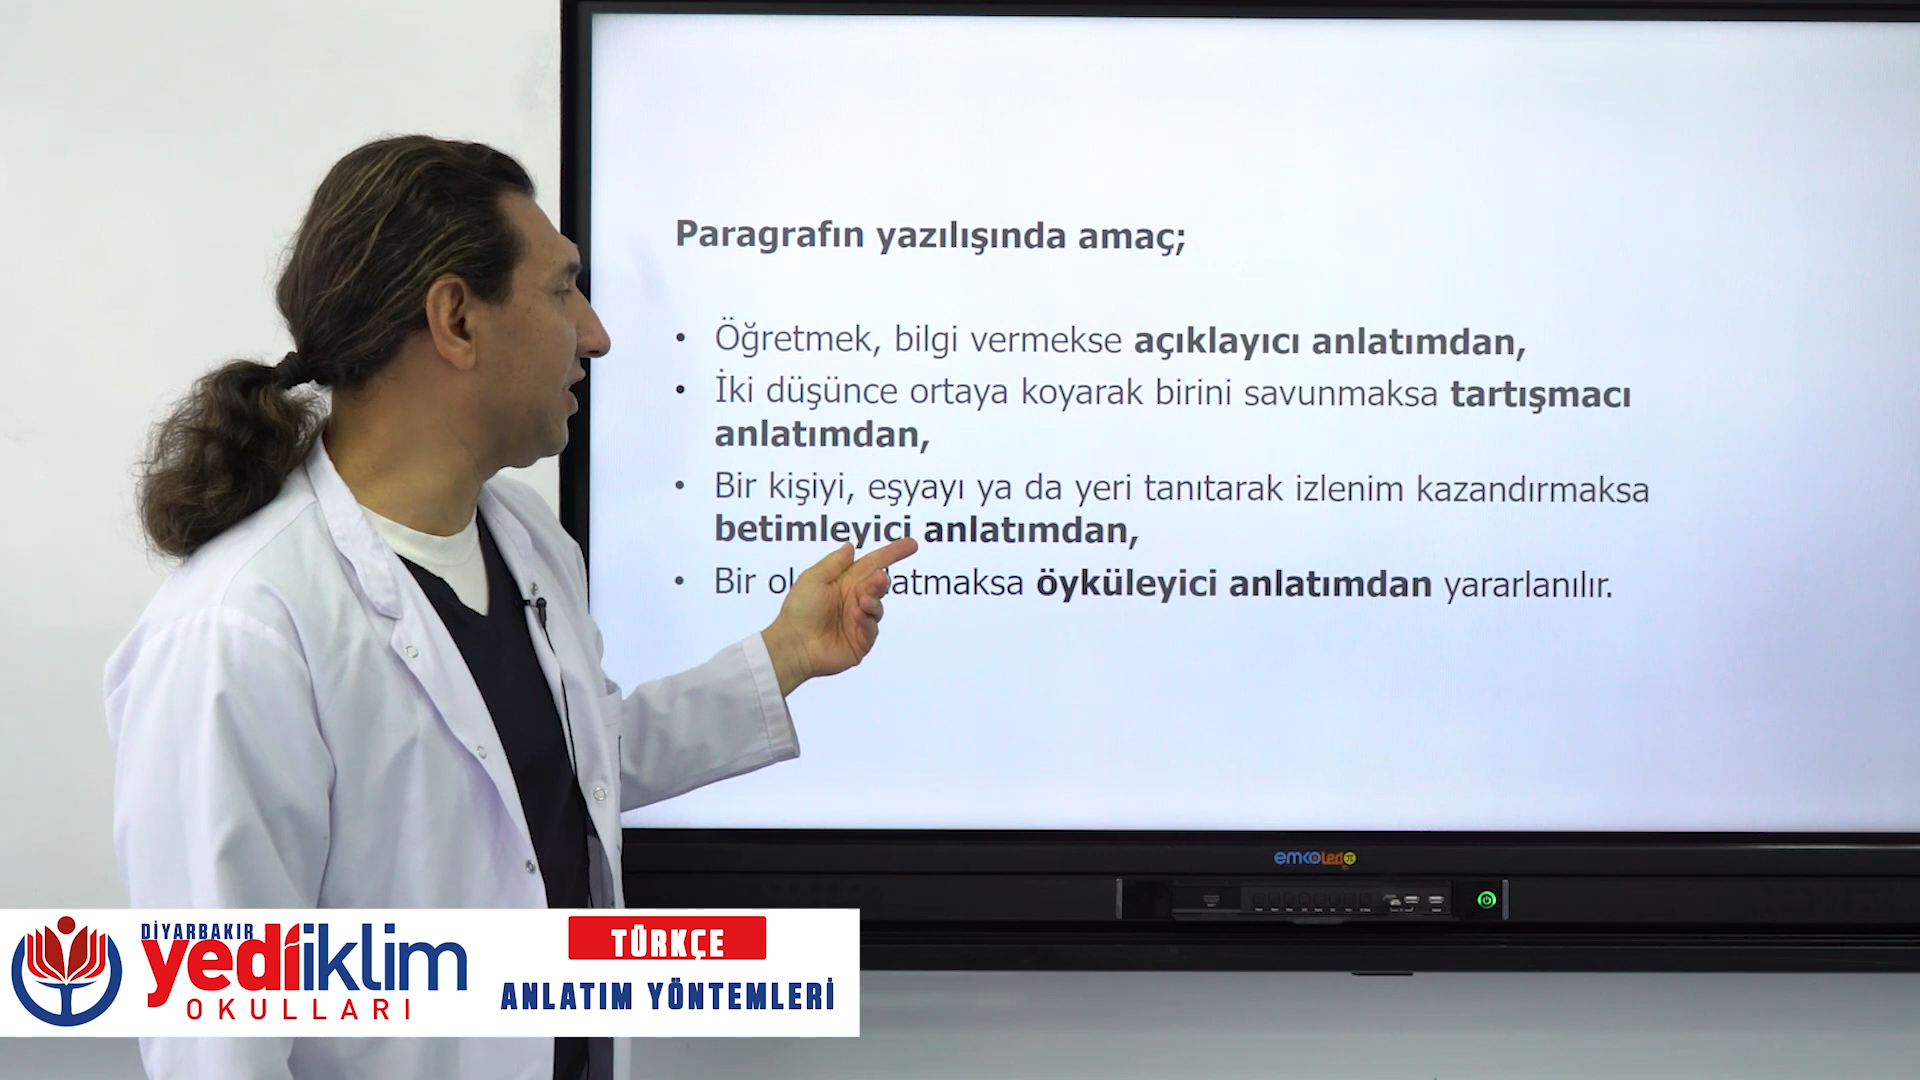 Paragrafın yazılışında amaç;
• Öğretmek, bilgi vermekse açıklayıcı anlatımdan,
• İki düşünce ortaya koyarak birini savunmaksa tartışmacı
anlatımdan,
• Bir kişiyi, eşyayı ya da yeri tanıtarak izlenim kazandırmaksa
betimleyici anlatımdan,
• Bir öyküleyici anlatımdan yararlanılır.
emkoled
DİYARBAKIR
yediiklim
OKULLARI
TÜRKÇE
ANLATIM YÖNTEMLERİ